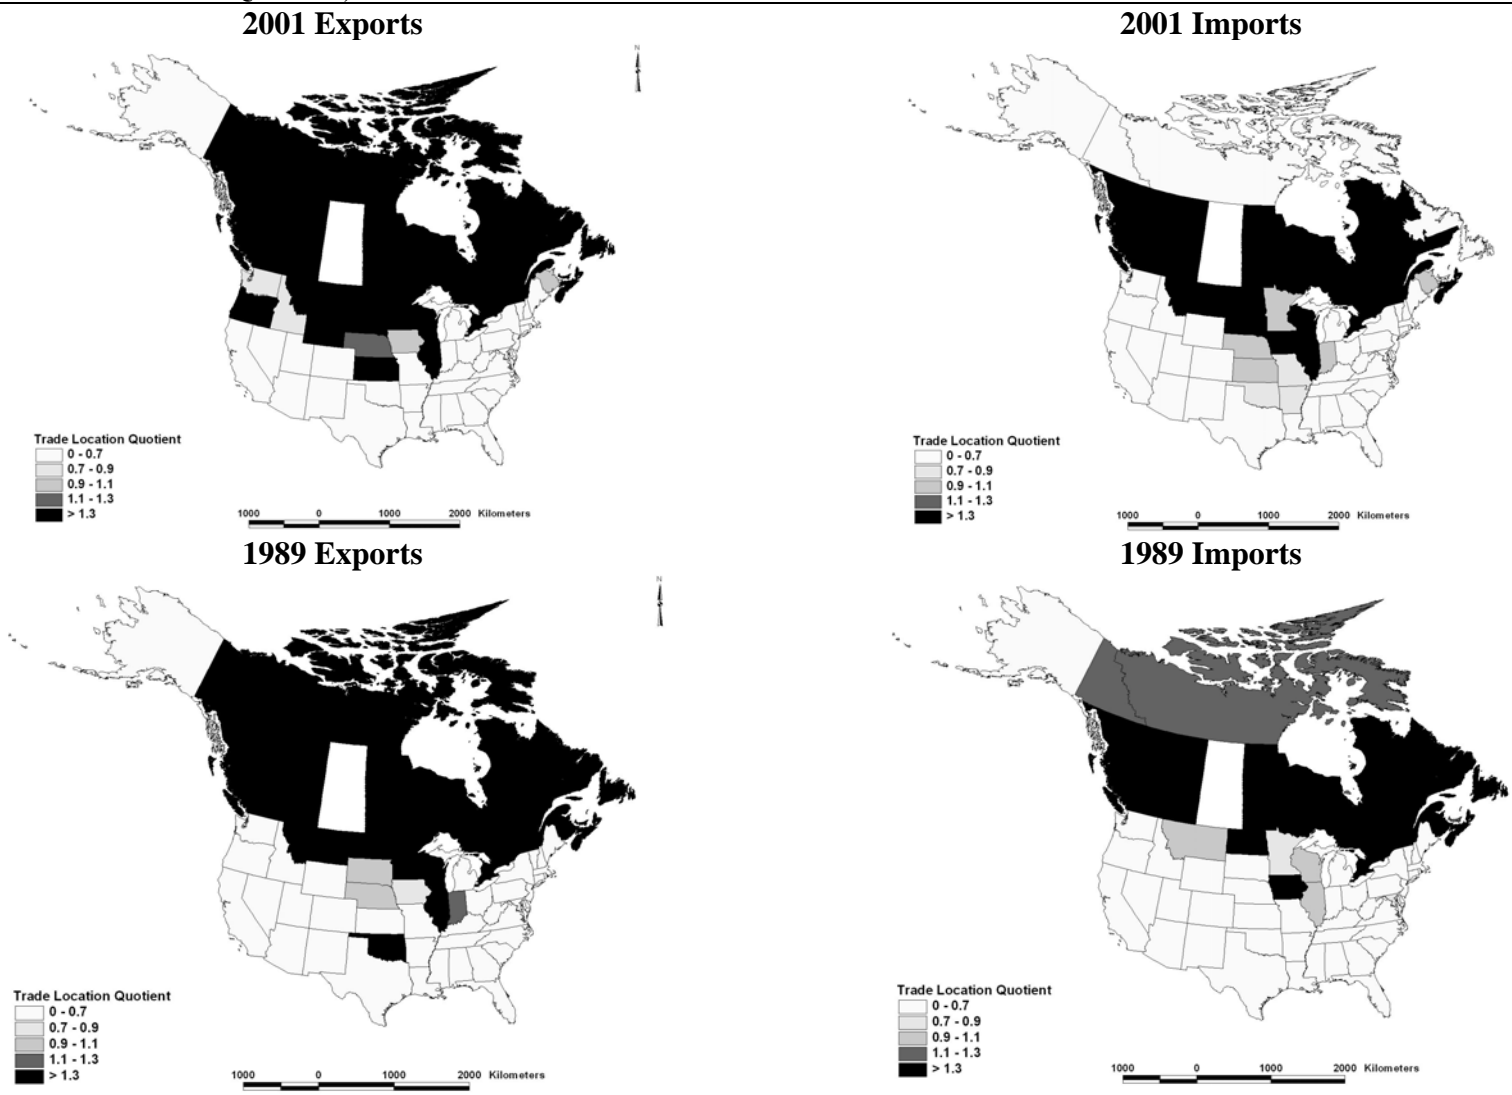 2001 Exports
2001 Imports
N
Trade Location Quotient
0 - 0.7
0.7 - 0.9
0.9 - 1.1
1.1 - 1.3
> 1.3
1000 0 1000 2000 Kilometers
Trade Location Quotient
0 - 0.7
0.7 - 0.9
0.9 - 1.1
1.1 - 1.3
> 1.3
1000 0 1000 2000 Kilometers
1989 Exports
1989 Imports
N
Trade Location Quotient
0 - 0.7
0.7 - 0.9
0.9 - 1.1
1.1 - 1.3
> 1.3
1000 0 1000 2000 Kilometers
Trade Location Quotient
0 - 0.7
0.7 - 0.9
0.9 - 1.1
1.1 - 1.3
> 1.3
1000 0 1000 2000 Kilometers